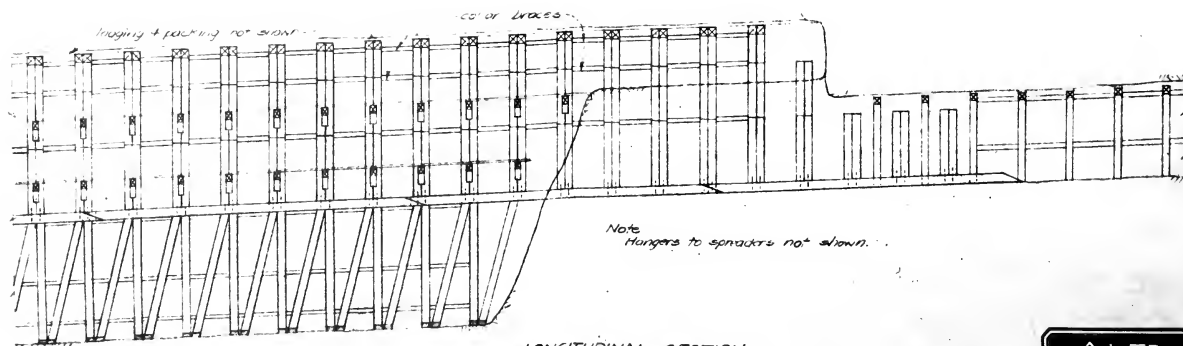 collar braces
lagging & packing not shown
Note
Hangers to spreaders not shown.
LONGITUDINAL SECTION